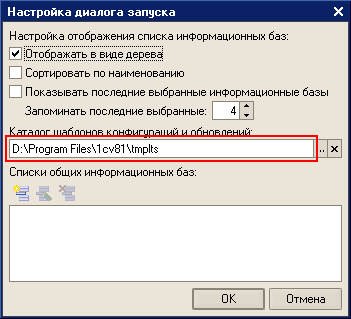 Настройка диалога запуска
Настройка отображения списка информационных баз:
Отображать в виде дерева
Сортировать по наименованию
Показывать последние выбранные информационные базы
Запоминать последние выбранные: 4
Каталог шаблонов конфигураций и обновлений:
D:\Program Files\1cv81\tmplts
Списки общих информационных баз:
OK Отмена